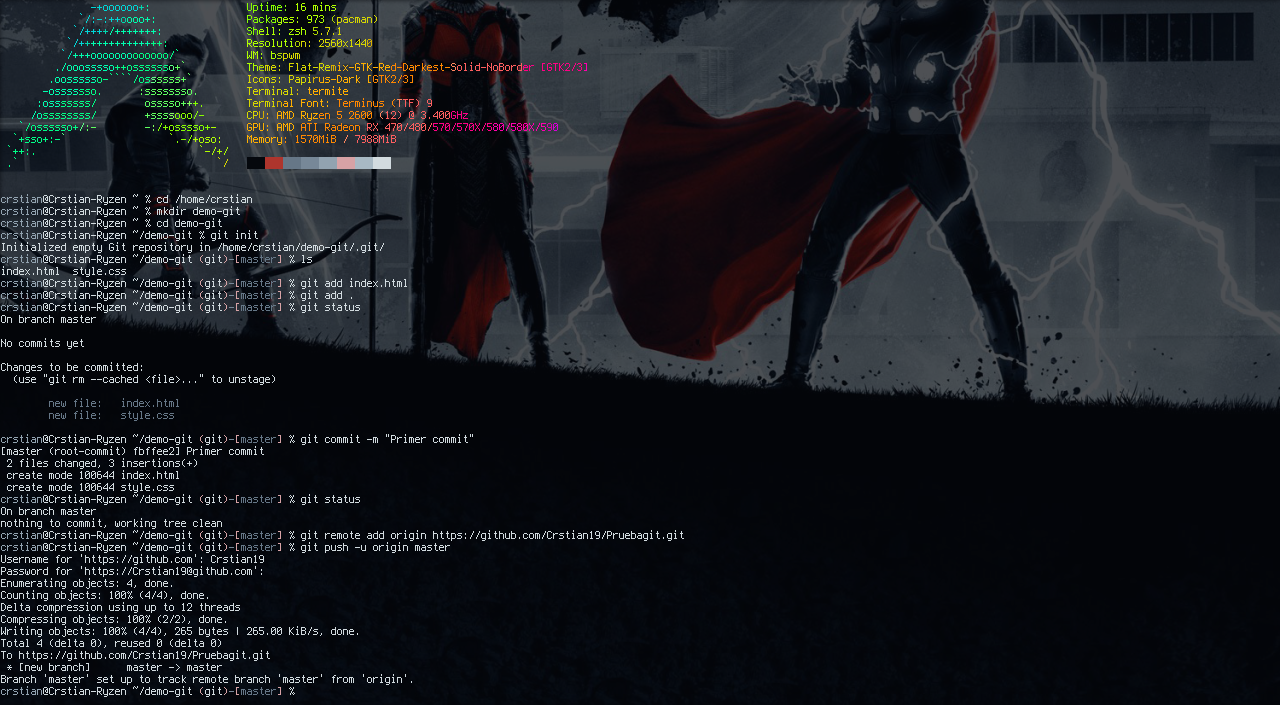 -+oooooo+: Uptime: 16 mins
`/:-:++oooo+: Packages: 973 (pacman)
`/++++/+++++++: Shell: zsh 5.7.1
`/++++++++++++++: Resolution: 2560x1440
`/+++ooooooooooooo/` WM: bspwm
./ooosssso++osssssso+` Theme: Flat-Remix-GTK-Red-Darkest-Solid-NoBorder [GTK2/3]
.oossssso-````/ossssss+` Icons: Papirus-Dark [GTK2/3]
-osssssso. :ssssssso. Terminal: termite
:osssssss/ osssso+++. Terminal Font: Terminus (TTF) 9
/ossssssss/ +ssssooo/- CPU: AMD Ryzen 5 2600 (12) @ 3.400GHz
`/ossssso+/:- -:/+osssso+- GPU: AMD ATI Radeon RX 470/480/570/570X/580/580X/590
`+sso+:-` `.-/+oso: Memory: 1570MiB / 7988MiB
`++:. `-/+/
.` `/
crstian@Crstian-Ryzen ~ % cd /home/crstian
crstian@Crstian-Ryzen ~ % mkdir demo-git
crstian@Crstian-Ryzen ~ % cd demo-git
crstian@Crstian-Ryzen ~/demo-git % git init
Initialized empty Git repository in /home/crstian/demo-git/.git/
crstian@Crstian-Ryzen ~/demo-git (git)-[master] % ls
index.html  style.css
crstian@Crstian-Ryzen ~/demo-git (git)-[master] % git add index.html
crstian@Crstian-Ryzen ~/demo-git (git)-[master] % git add .
crstian@Crstian-Ryzen ~/demo-git (git)-[master] % git status
On branch master
No commits yet
Changes to be committed:
(use "git rm --cached <file>..." to unstage)
new file:   index.html
new file:   style.css
crstian@Crstian-Ryzen ~/demo-git (git)-[master] % git commit -m "Primer commit"
[master (root-commit) fbffee2] Primer commit
2 files changed, 3 insertions(+)
create mode 100644 index.html
create mode 100644 style.css
crstian@Crstian-Ryzen ~/demo-git (git)-[master] % git status
On branch master
nothing to commit, working tree clean
crstian@Crstian-Ryzen ~/demo-git (git)-[master] % git remote add origin https://github.com/Crstian19/Pruebagit.git
crstian@Crstian-Ryzen ~/demo-git (git)-[master] % git push -u origin master
Username for 'https://github.com': Crstian19
Password for 'https://Crstian19@github.com':
Enumerating objects: 4, done.
Counting objects: 100% (4/4), done.
Delta compression using up to 12 threads
Compressing objects: 100% (2/2), done.
Writing objects: 100% (4/4), 265 bytes | 265.00 KiB/s, done.
Total 4 (delta 0), reused 0 (delta 0)
To https://github.com/Crstian19/Pruebagit.git
* [new branch]      master -> master
Branch 'master' set up to track remote branch 'master' from 'origin'.
crstian@Crstian-Ryzen ~/demo-git (git)-[master] %